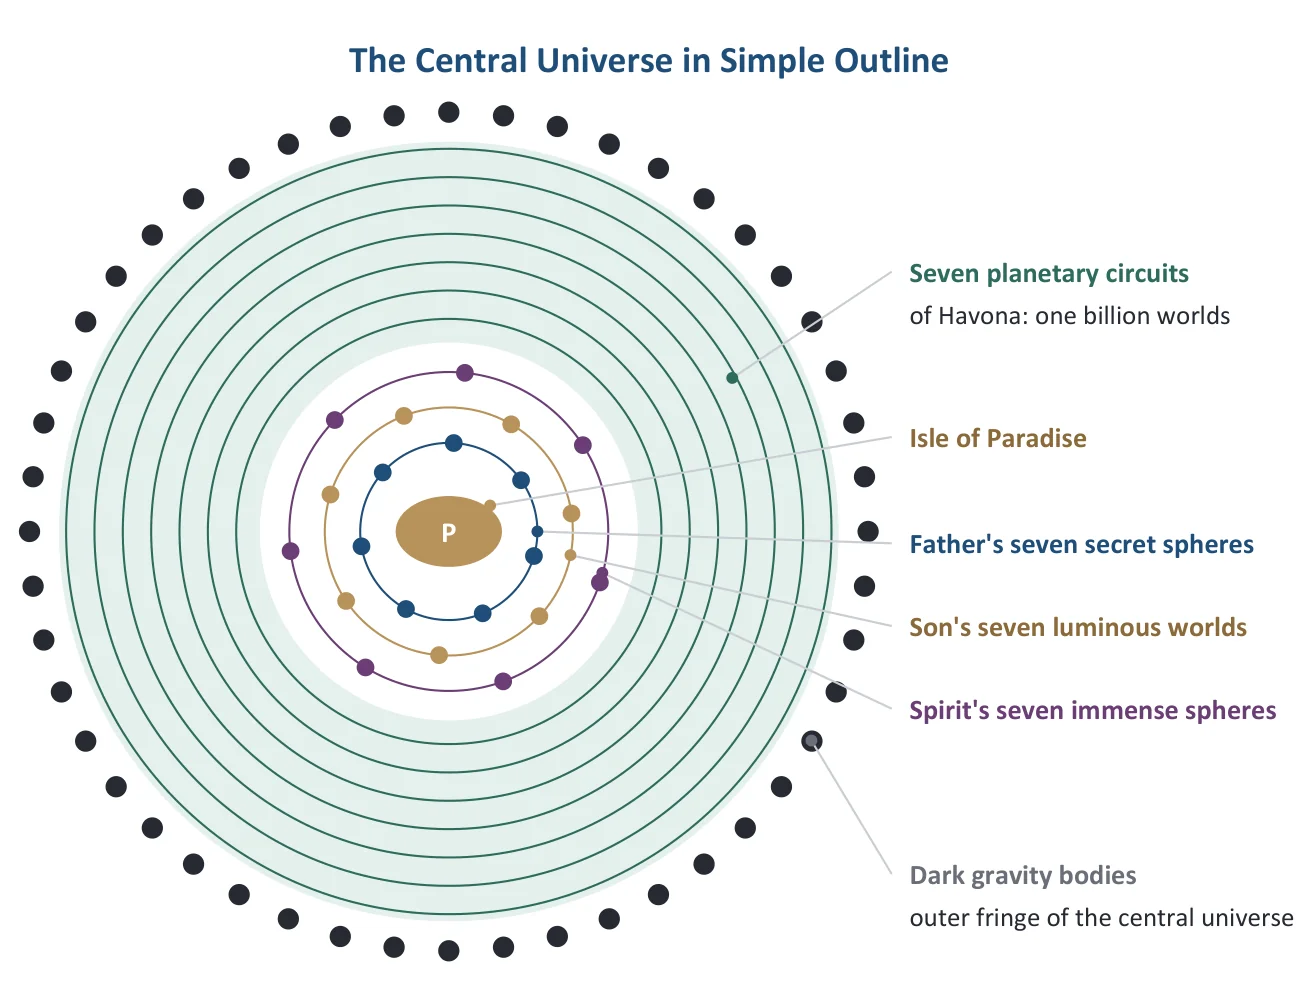 The Central Universe in Simple Outline
Seven planetary circuits
of Havona: one billion worlds
Isle of Paradise
P
Father's seven secret spheres
Son's seven luminous worlds
Spirit's seven immense spheres
Dark gravity bodies
outer fringe of the central universe